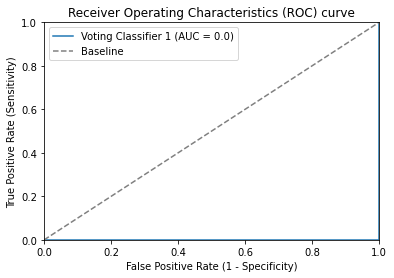 Receiver Operating Characteristics (ROC) curve
Voting Classifier 1 (AUC = 0.0)
Baseline
True Positive Rate (Sensitivity)
1.0
0.8
0.6
0.4
0.2
0.0
0.0 0.2 0.4 0.6 0.8 1.0
False Positive Rate (1 - Specificity)